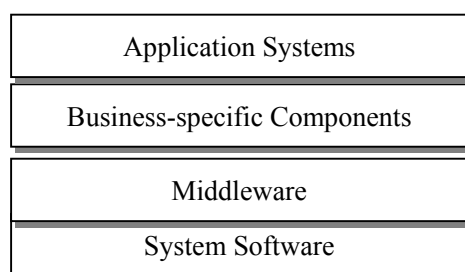 Application Systems
Business-specific Components
Middleware
System Software